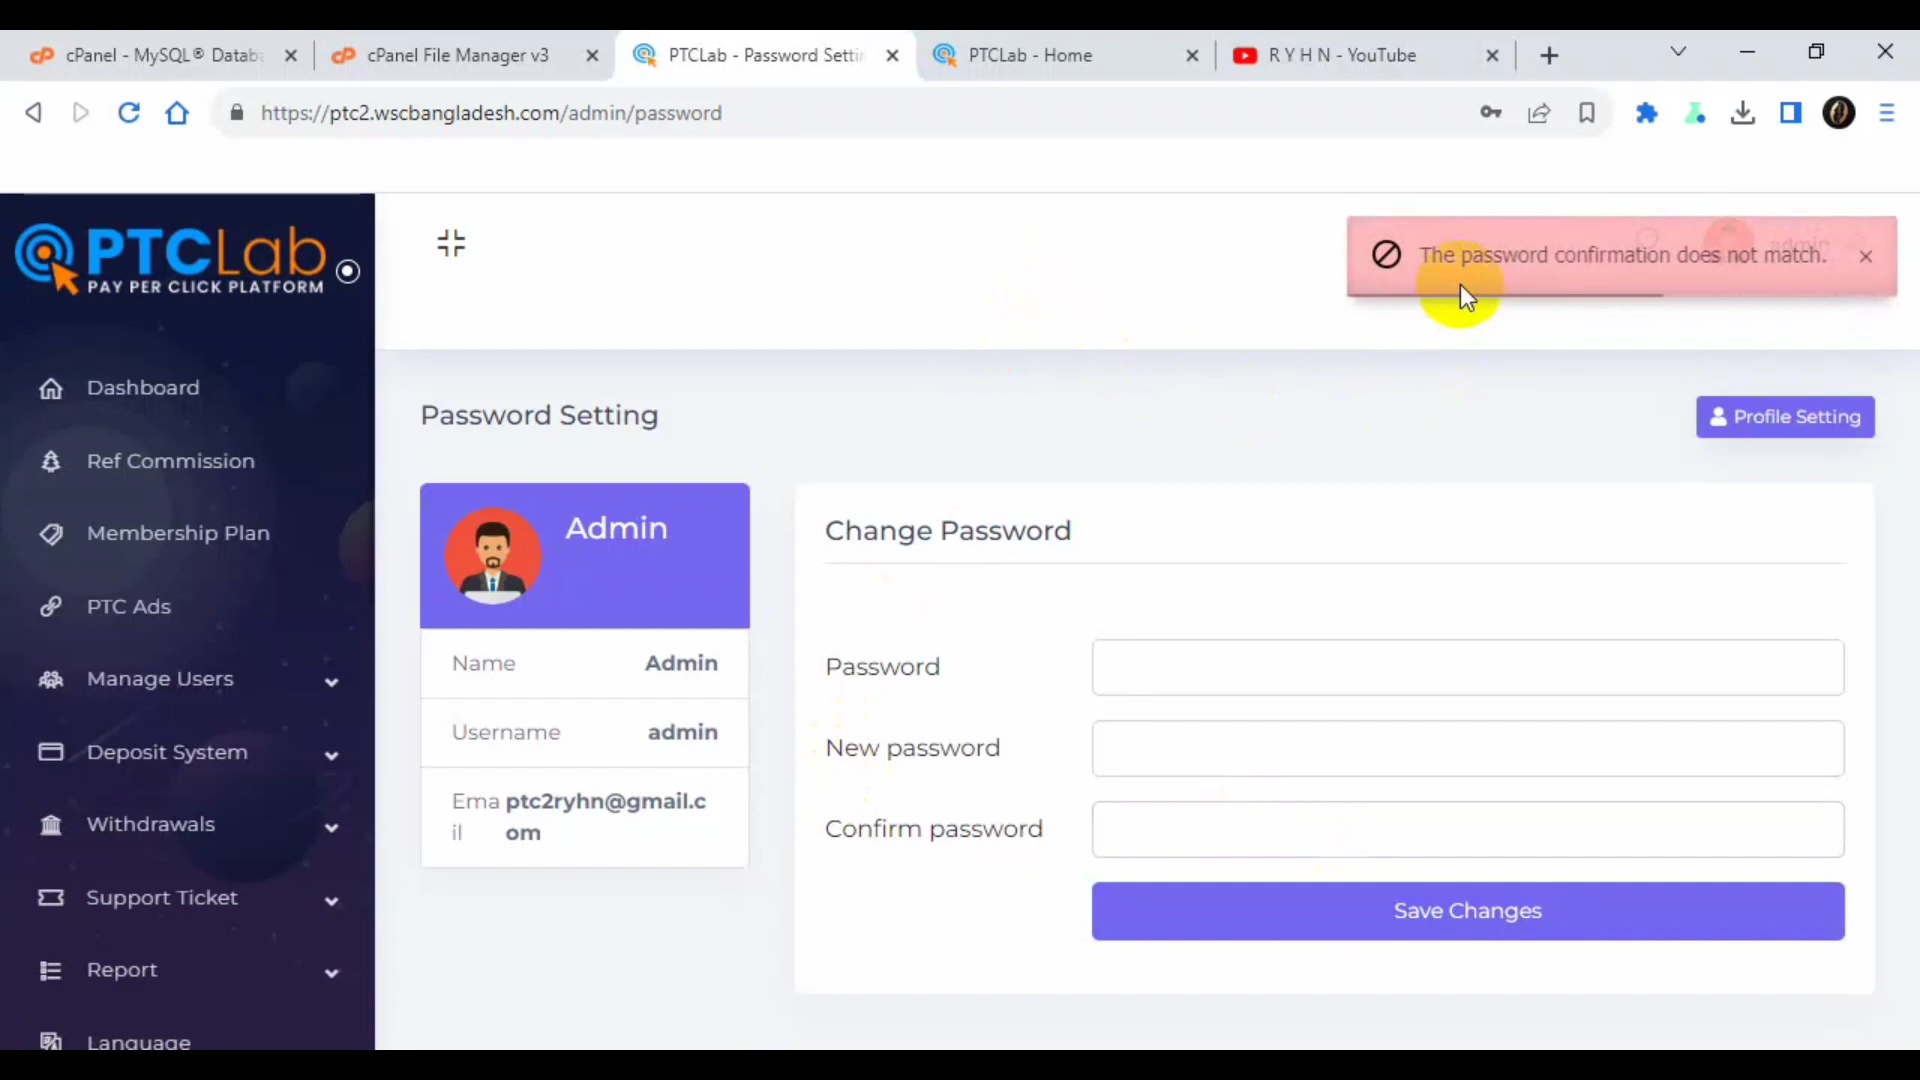 cPanel - MySQL® Datab
cPanel File Manager v3
PTCLab - Password Setti
PTCLab - Home
R Y H N - YouTube
https://ptc2.wscbangladesh.com/admin/password
PTCLab
PAY PER CLICK PLATFORM
The password confirmation does not match.
admin
Dashboard
Ref Commission
Membership Plan
PTC Ads
Manage Users
Deposit System
Withdrawals
Support Ticket
Report
Language
Password Setting
Profile Setting
Admin
Name Admin
Username admin
Ema ptc2ryhn@gmail.c
il om
Change Password
Password
New password
Confirm password
Save Changes